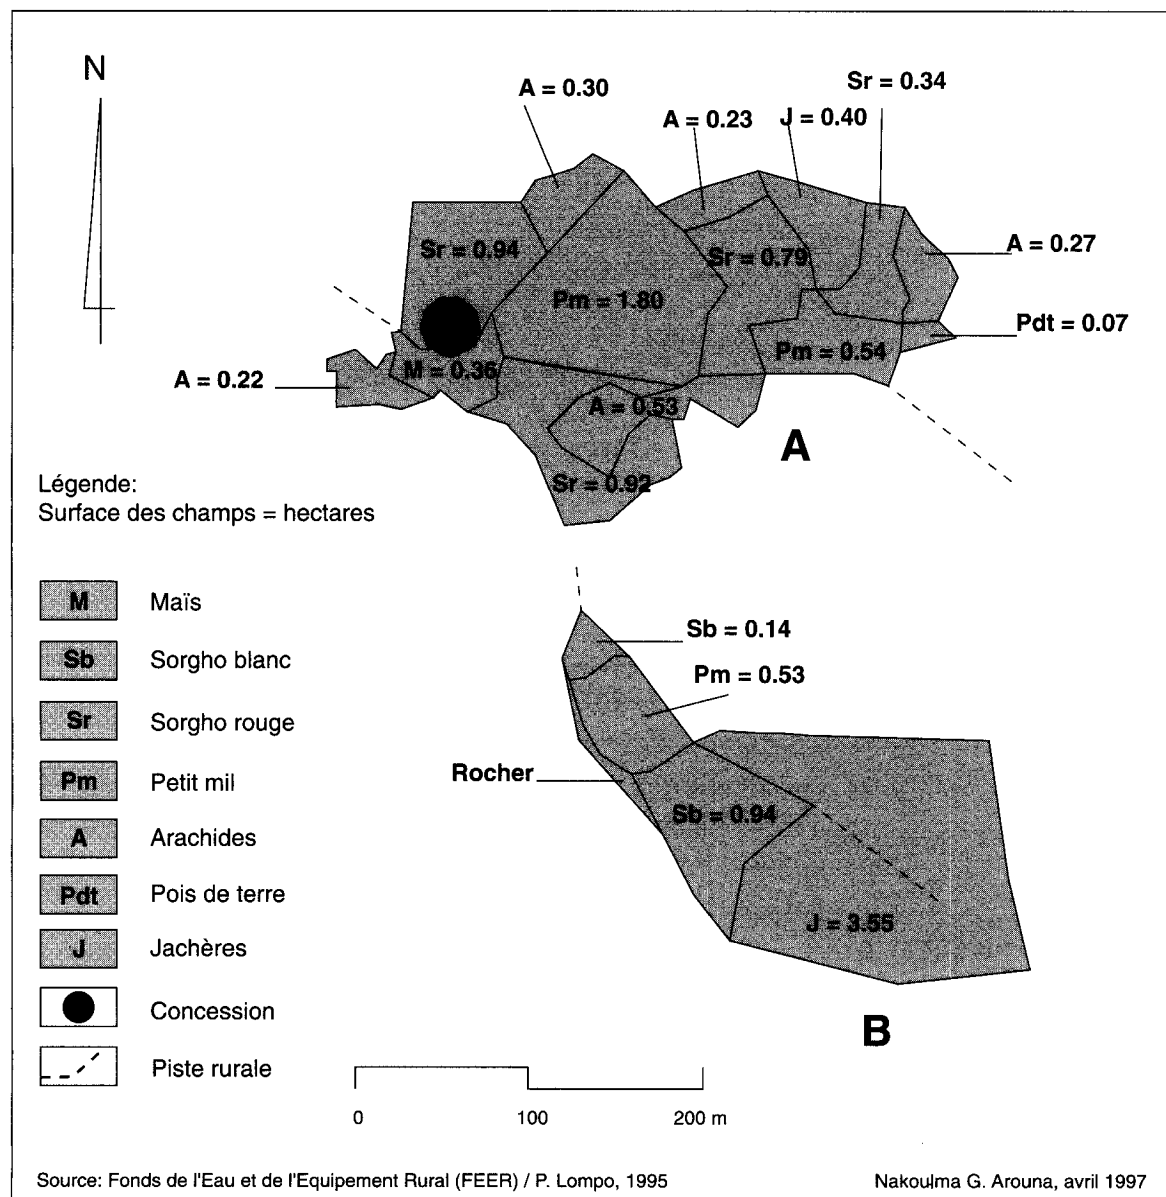 N
A = 0.30
Sr = 0.34
A = 0.23
J = 0.40
Sr = 0.94
Sr = 0.79
A = 0.27
Pm = 1.80
Pdt = 0.07
Pm = 0.54
A = 0.22
M = 0.36
A = 0.53
A
Sr = 0.92
Légende:
Surface des champs = hectares
M Maïs
Sb Sorgho blanc
Sr Sorgho rouge
Pm Petit mil
A Arachides
Pdt Pois de terre
J Jachères
Concession
Piste rurale
Sb = 0.14
Pm = 0.53
Rocher
Sb = 0.94
J = 3.55
B
0 100 200 m
Source: Fonds de l'Eau et de l'Equipement Rural (FEER) / P. Lompo, 1995
Nakoulma G. Arouna, avril 1997